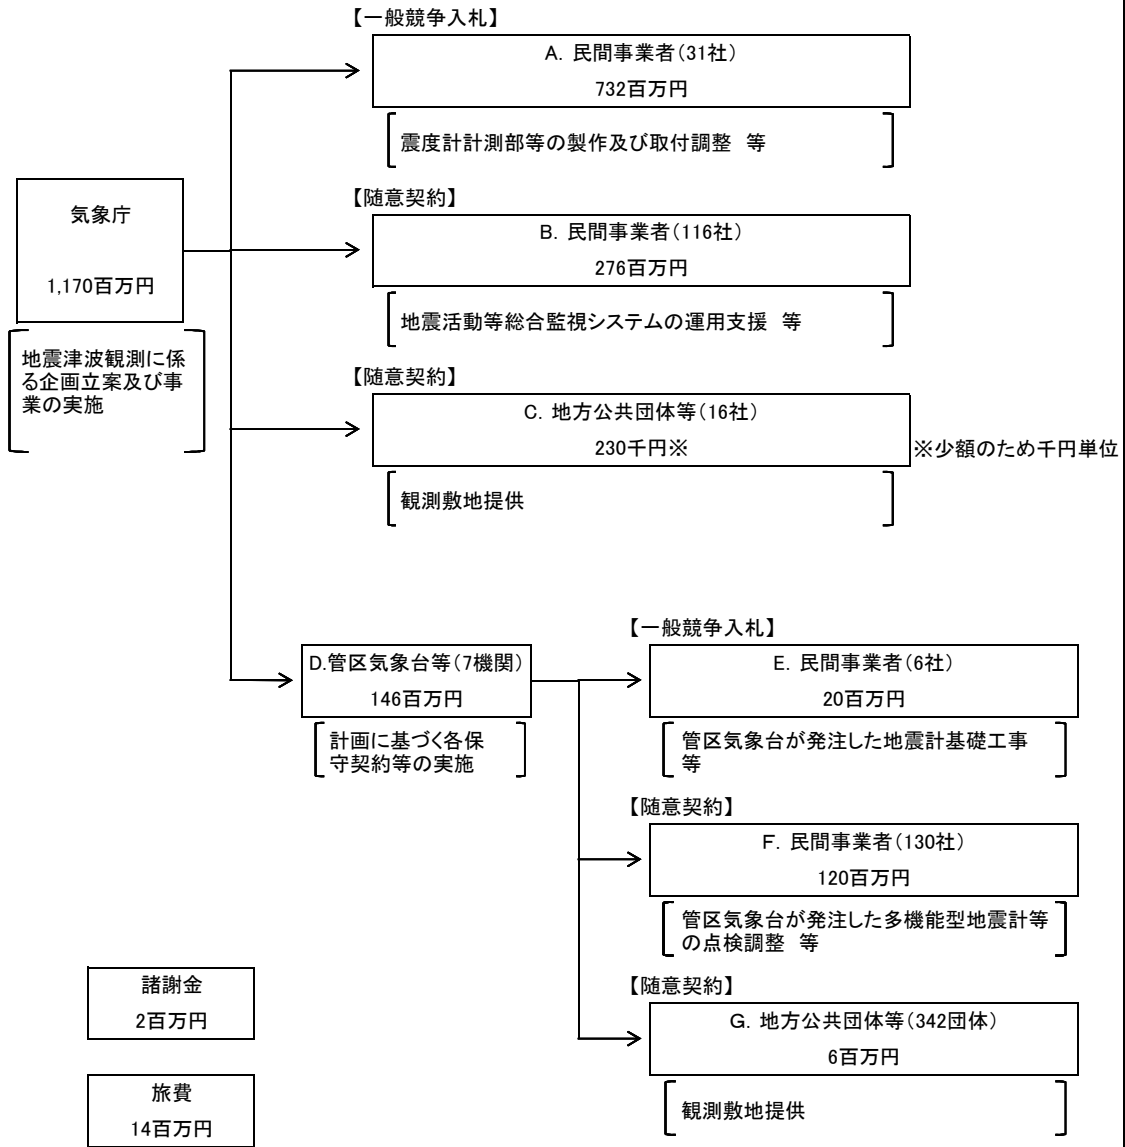 【一般競争入札】
A. 民間事業者（31社）
732百万円
震度計計測部等の製作及び取付調整　等
気象庁
1,170百万円
地震津波観測に係
る企画立案及び事
業の実施
【随意契約】
B. 民間事業者（116社）
276百万円
地震活動等総合監視システムの運用支援　等
【随意契約】
C. 地方公共団体等（16社）
230千円※
※少額のため千円単位
観測敷地提供
D.管区気象台等（7機関）
146百万円
計画に基づく各保
守契約等の実施
【一般競争入札】
E. 民間事業者（6社）
20百万円
管区気象台が発注した地震計基礎工事
等
【随意契約】
F. 民間事業者（130社）
120百万円
管区気象台が発注した多機能型地震計等
の点検調整　等
【随意契約】
G. 地方公共団体等（342団体）
6百万円
観測敷地提供
諸謝金
2百万円
旅費
14百万円